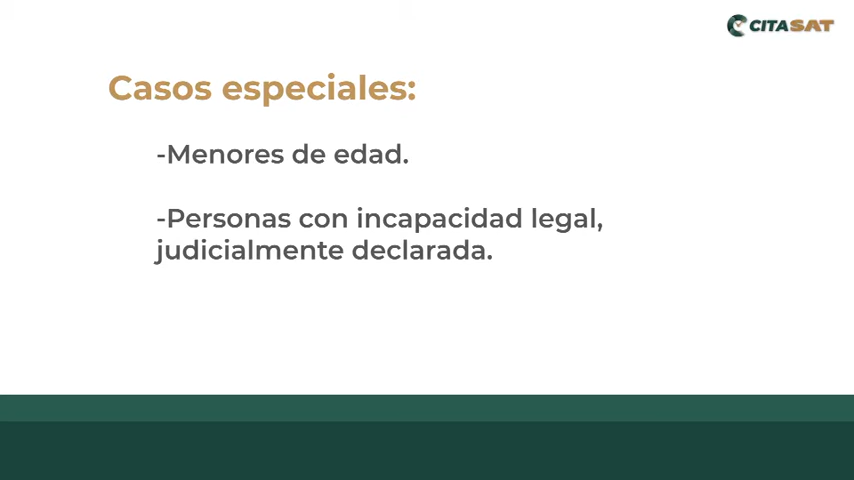 CITASAT
Casos especiales:
-Menores de edad.
-Personas con incapacidad legal,
judicialmente declarada.